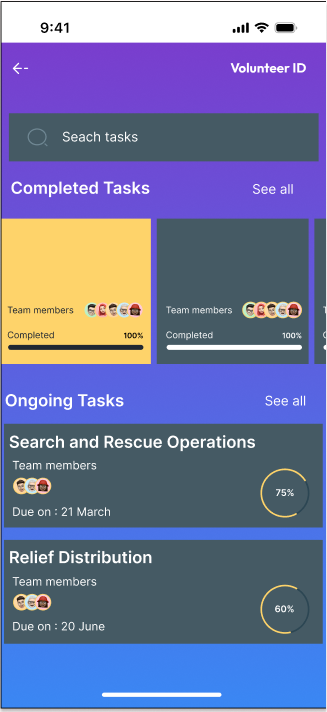 9:41
Volunteer ID
Seach tasks
Completed Tasks
See all
Team members
Completed 100%
Team members
Completed 100%
Ongoing Tasks
See all
Search and Rescue Operations
Team members
75%
Due on : 21 March
Relief Distribution
Team members
60%
Due on : 20 June